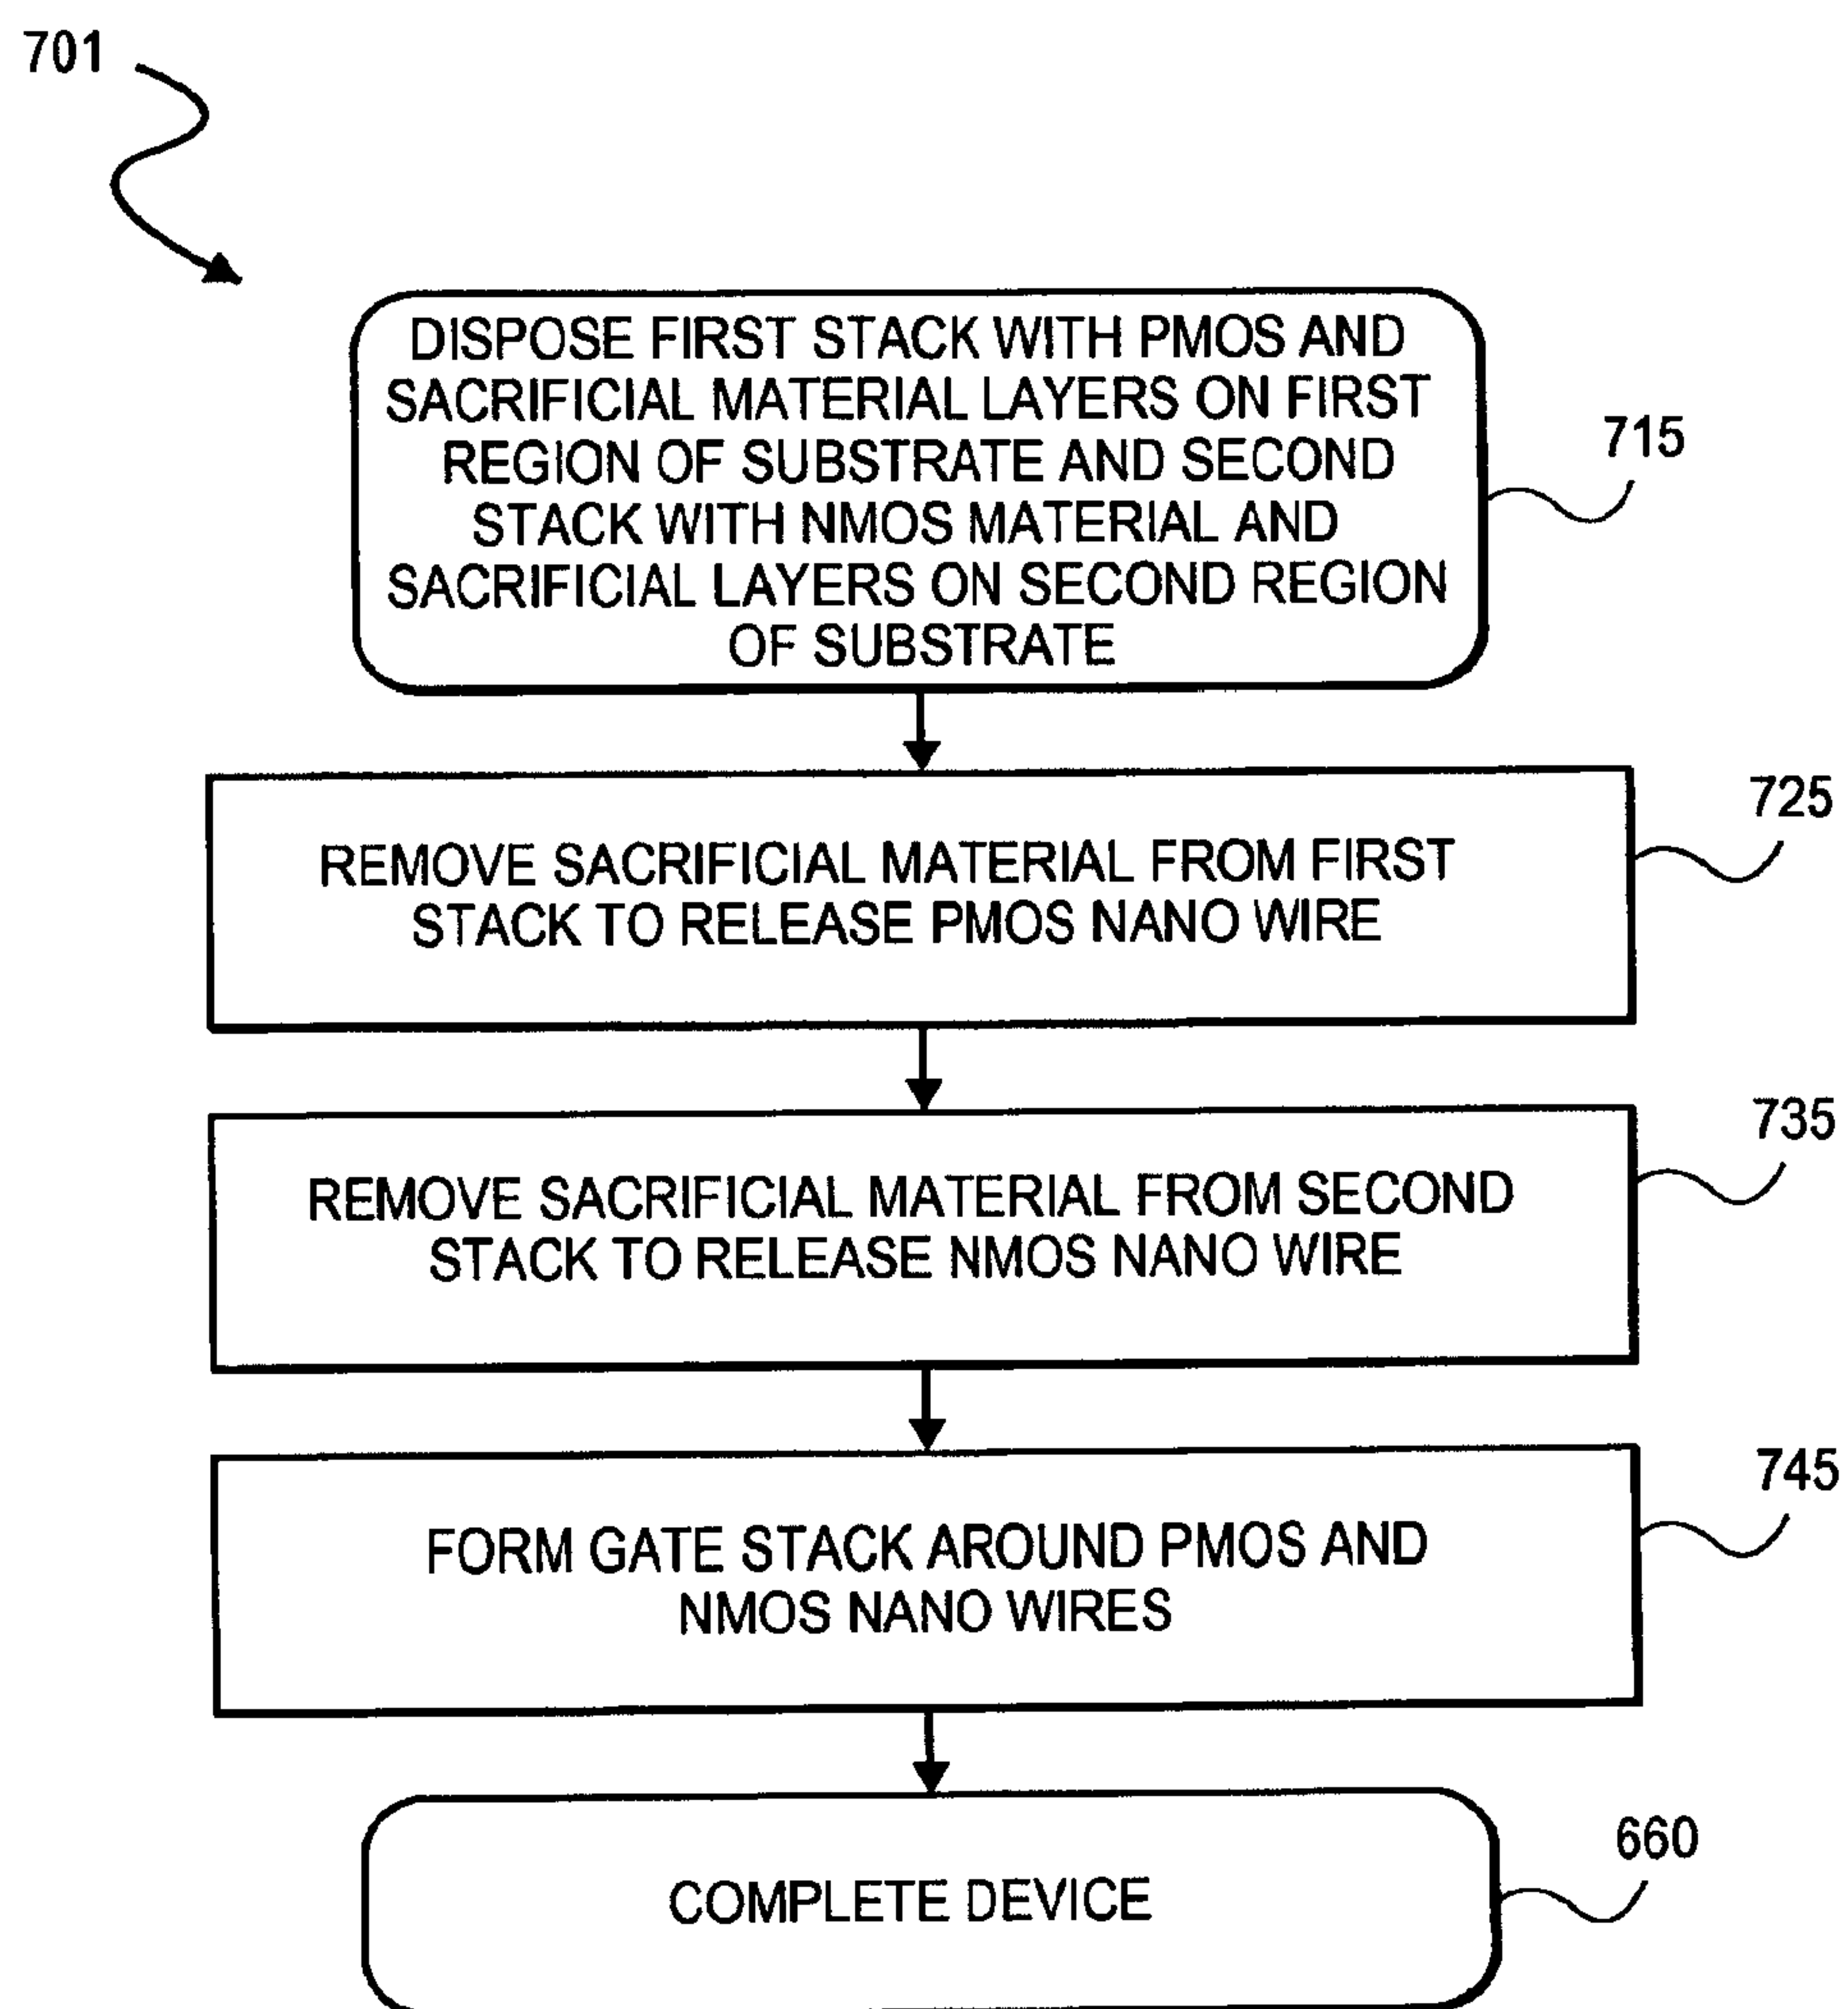 701
DISPOSE FIRST STACK WITH PMOS AND
SACRIFICIAL MATERIAL LAYERS ON FIRST
REGION OF SUBSTRATE AND SECOND
STACK WITH NMOS MATERIAL AND
SACRIFICIAL LAYERS ON SECOND REGION
OF SUBSTRATE
715
REMOVE SACRIFICIAL MATERIAL FROM FIRST
STACK TO RELEASE PMOS NANO WIRE
725
REMOVE SACRIFICIAL MATERIAL FROM SECOND
STACK TO RELEASE NMOS NANO WIRE
735
FORM GATE STACK AROUND PMOS AND
NMOS NANO WIRES
745
COMPLETE DEVICE
660